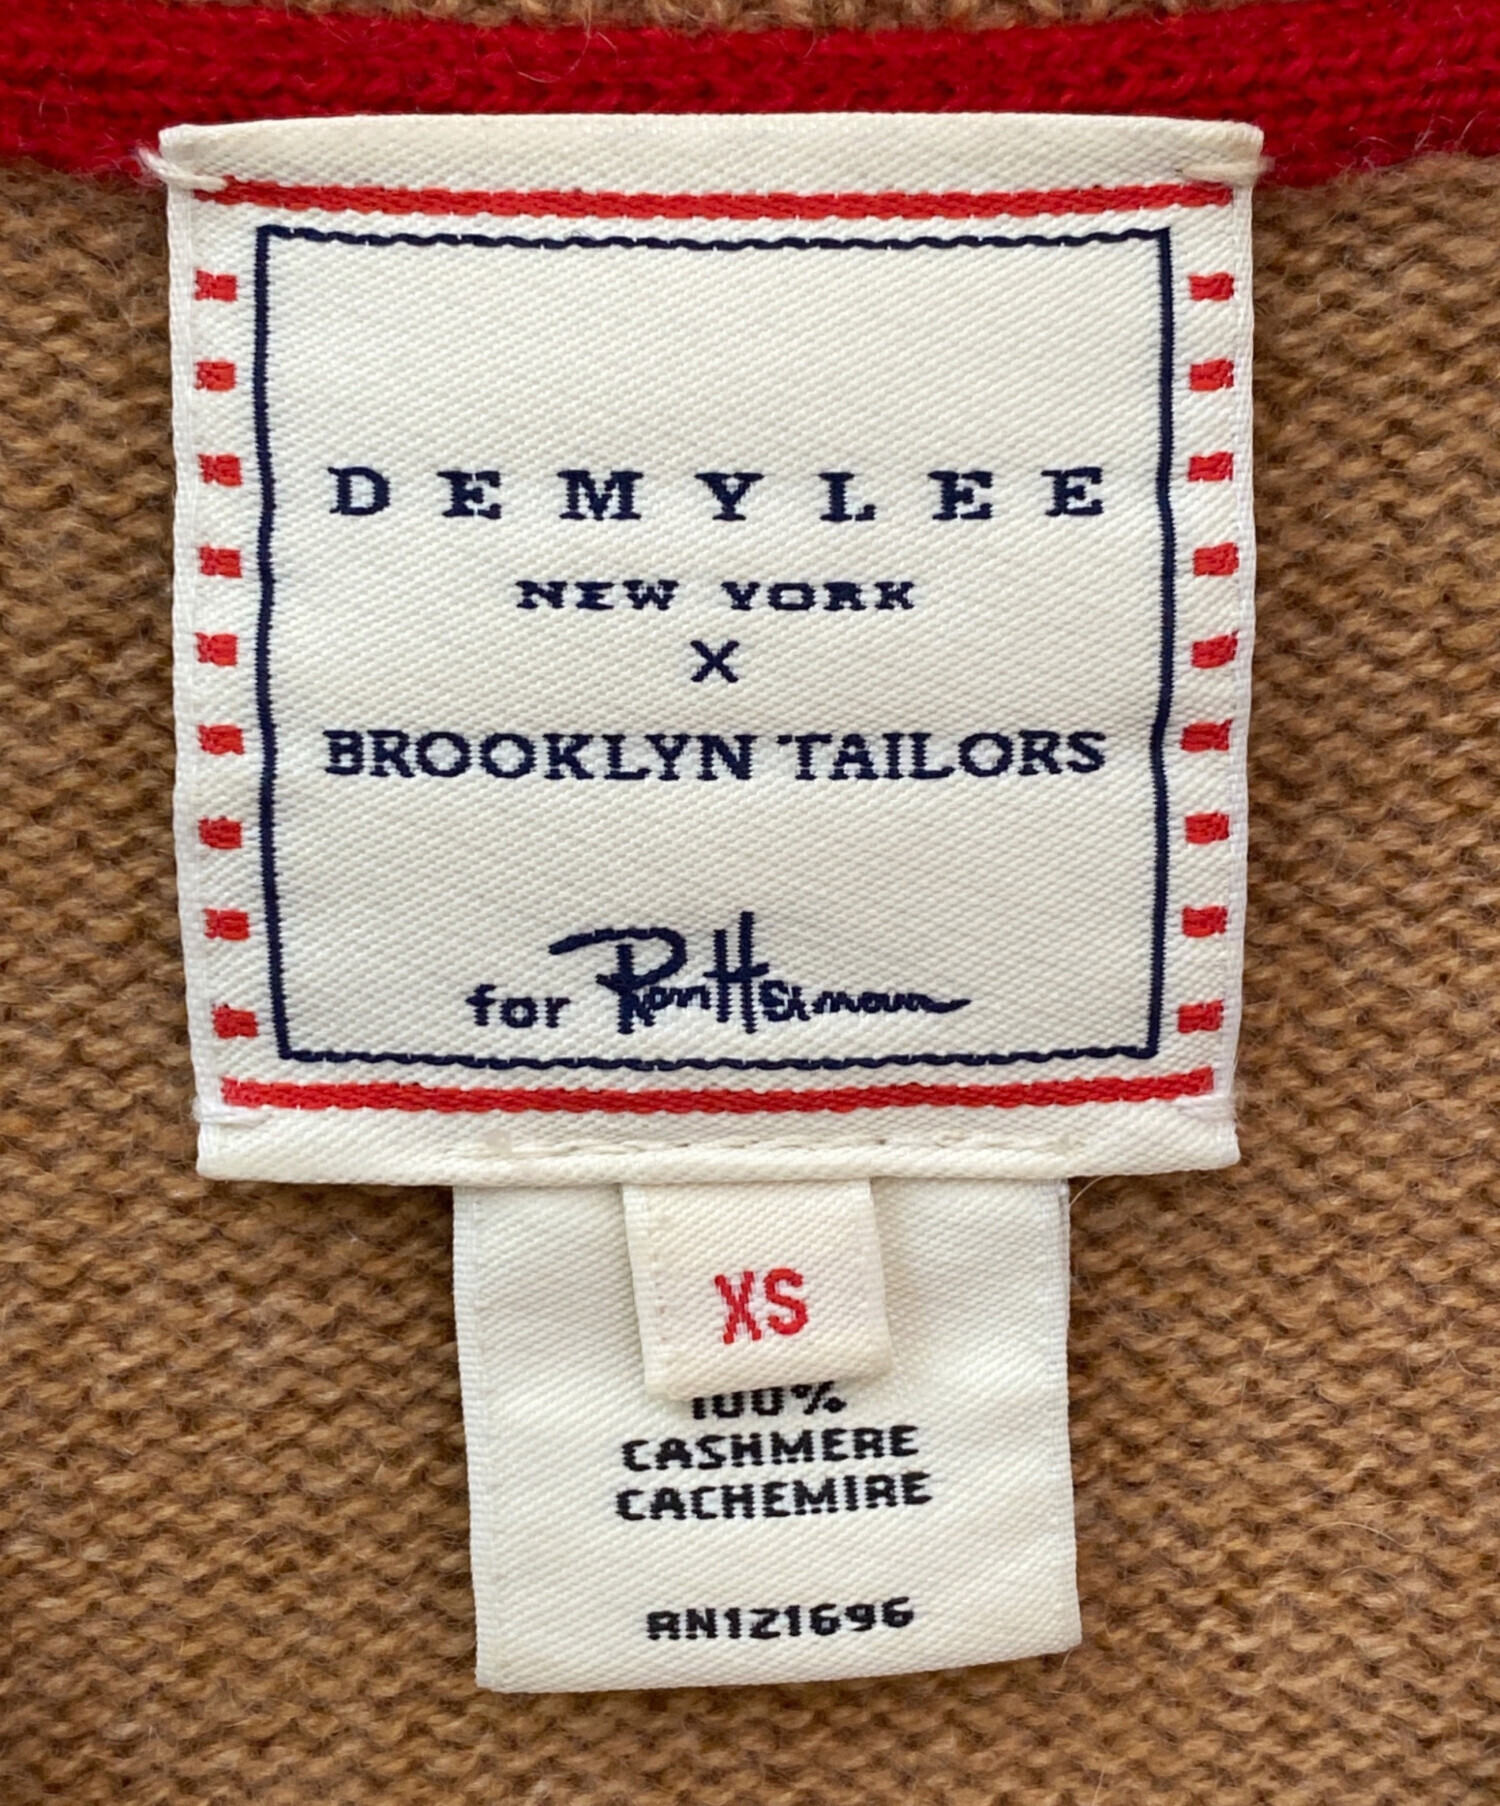 DEMYLEE
NEW YORK
X
BROOKLYN TAILORS
for Ron Herman
XS
100%
CASHMERE
CACHEMIRE
RN121696